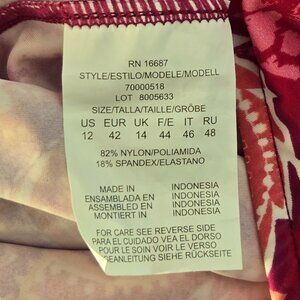 RN 16687
STYLE/ESTILO/MODELE/MODELL
70000518
LOT 8005633
SIZE/TALLA/TAILLE/GRÖBE
US EUR UK F/E IT RU
12 42 14 44 46 48
82% NYLON/POLIAMIDA
18% SPANDEX/ELASTANO
MADE IN INDONESIA
ENSAMBLADA EN INDONESIA
ASSEMBLED EN INDONESIA
MONTIERT IN INDONESIA
FOR CARE SEE REVERSE SIDE
PARA EL CUIDADO VEA EL DORSO
POUR LE SOIN VOIR LE VERSO
GEANLEITUNG SIEHE RÜCKSEITE